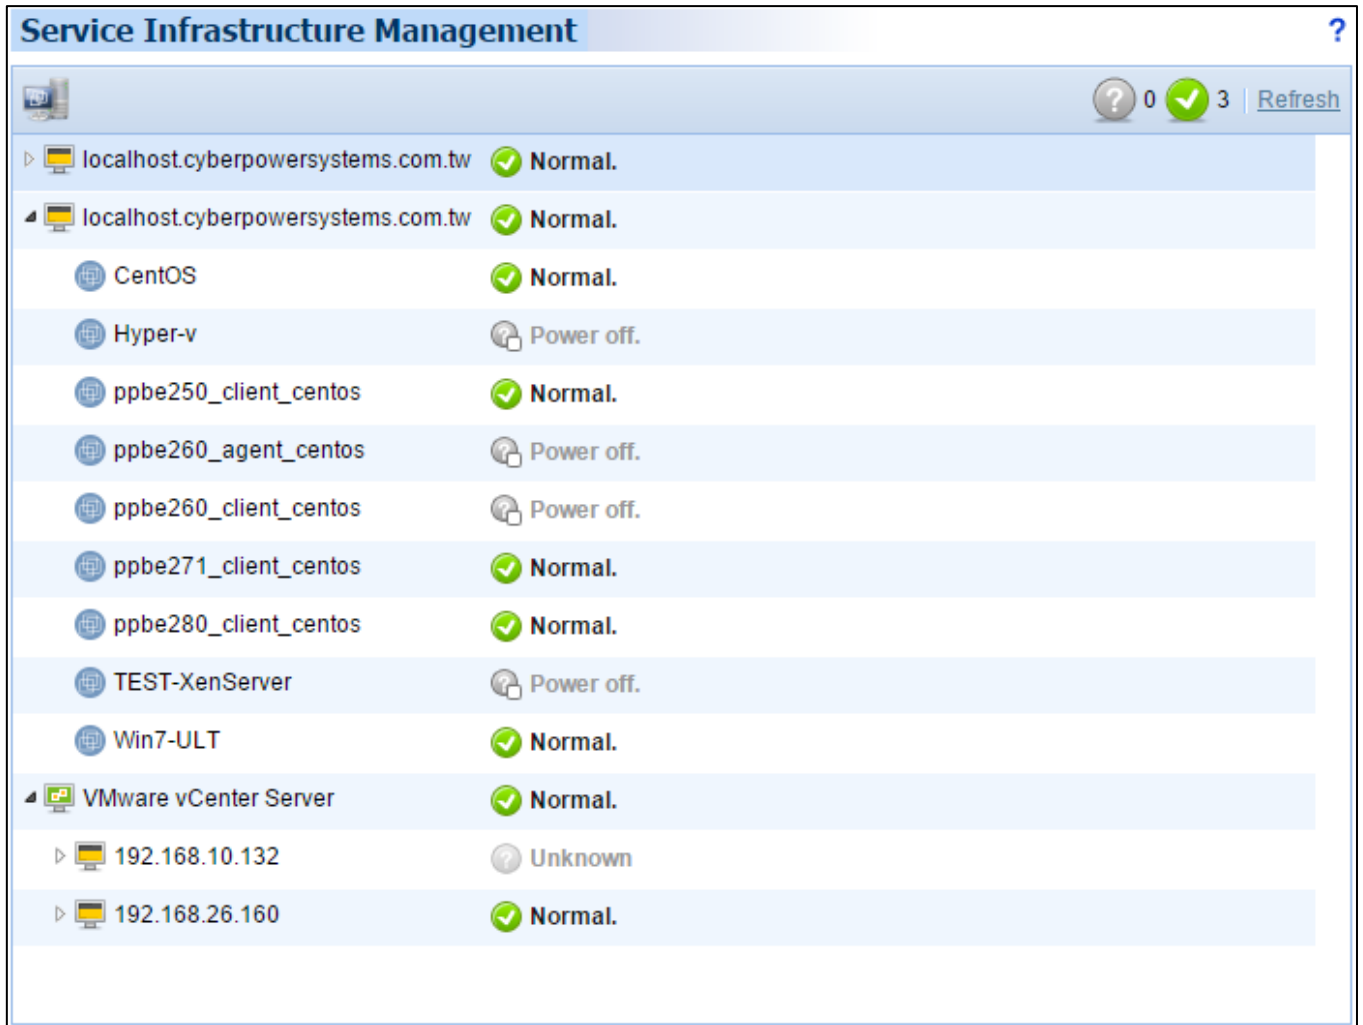 Service Infrastructure Management ?
0 3 Refresh
localhost.cyberpowersystems.com.tw Normal.
localhost.cyberpowersystems.com.tw Normal.
CentOS Normal.
Hyper-v Power off.
ppbe250_client_centos Normal.
ppbe260_agent_centos Power off.
ppbe260_client_centos Power off.
ppbe271_client_centos Normal.
ppbe280_client_centos Normal.
TEST-XenServer Power off.
Win7-ULT Normal.
VMware vCenter Server Normal.
192.168.10.132 Unknown
192.168.26.160 Normal.